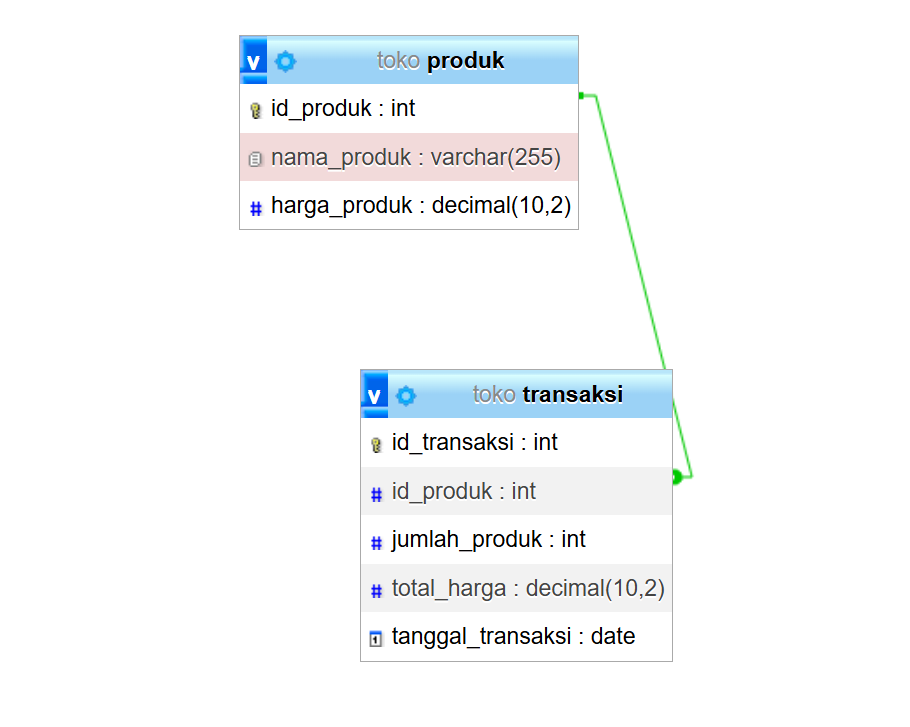 v toko produk
id_produk : int
nama_produk : varchar(255)
# harga_produk : decimal(10,2)
v toko transaksi
id_transaksi : int
# id_produk : int
# jumlah_produk : int
# total_harga : decimal(10,2)
1 tanggal_transaksi : date